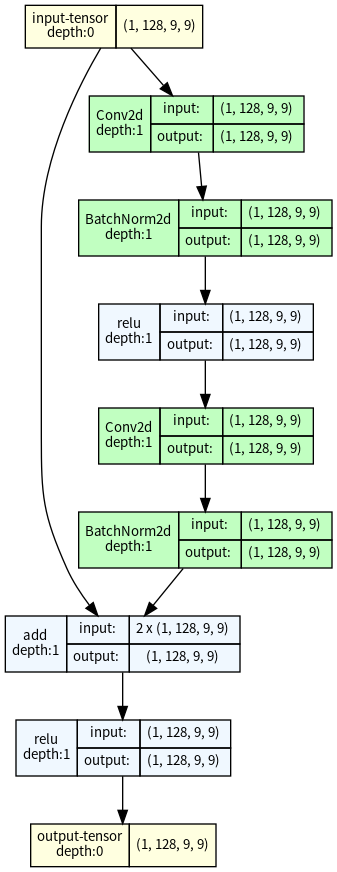 input-tensor
depth:0
(1, 128, 9, 9)
Conv2d
depth:1
input:
(1, 128, 9, 9)
output:
(1, 128, 9, 9)
BatchNorm2d
depth:1
input:
(1, 128, 9, 9)
output:
(1, 128, 9, 9)
relu
depth:1
input:
(1, 128, 9, 9)
output:
(1, 128, 9, 9)
Conv2d
depth:1
input:
(1, 128, 9, 9)
output:
(1, 128, 9, 9)
BatchNorm2d
depth:1
input:
(1, 128, 9, 9)
output:
(1, 128, 9, 9)
add
depth:1
input:
2 x (1, 128, 9, 9)
output:
(1, 128, 9, 9)
relu
depth:1
input:
(1, 128, 9, 9)
output:
(1, 128, 9, 9)
output-tensor
depth:0
(1, 128, 9, 9)